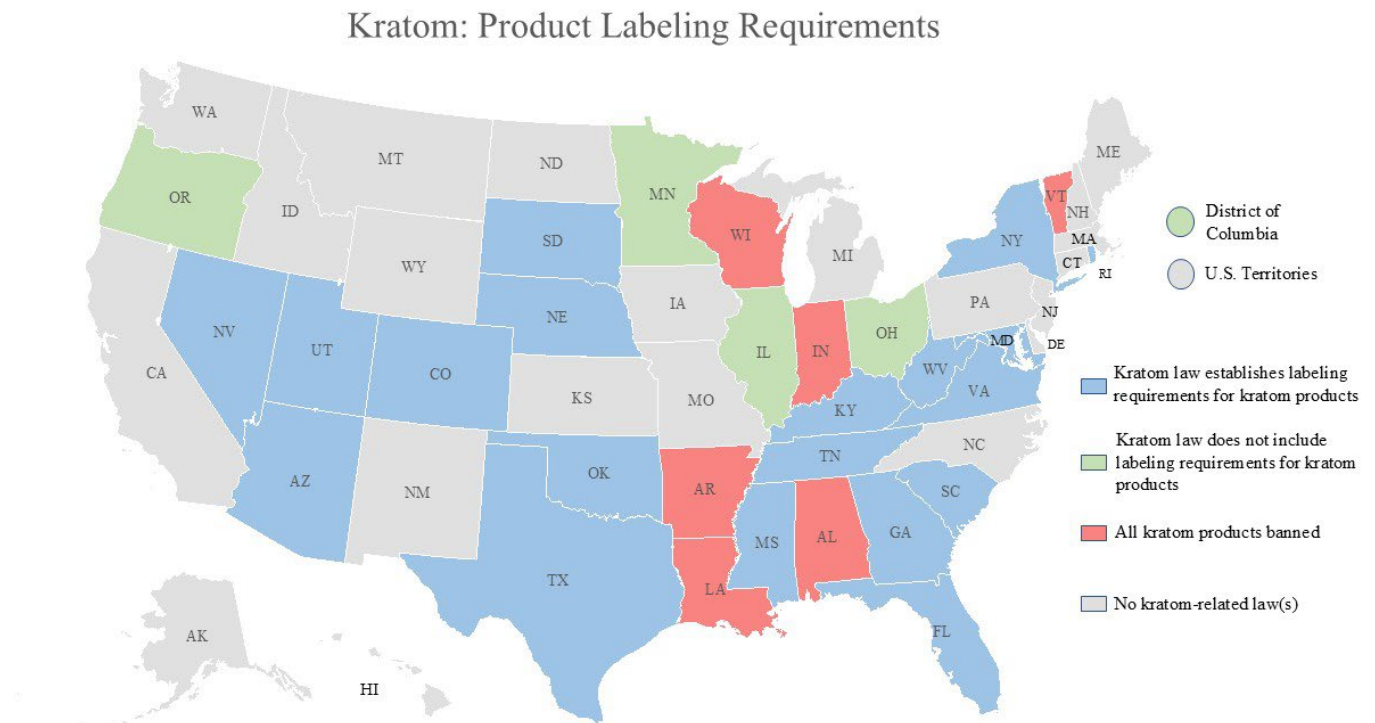 Kratom: Product Labeling Requirements
WA
MT
ND
MN
OR
ID
SD
WY
WI
MI
NY
VT
NH
ME
MA
CT
RI
IA
NE
PA
NJ
NV
UT
CO
IL
IN
OH
MD
DE
CA
KS
MO
KY
WV
VA
AZ
NM
OK
AR
TN
NC
SC
TX
LA
MS
AL
GA
FL
AK
HI
District of
Columbia
U.S. Territories
Kratom law establishes labeling
requirements for kratom products
Kratom law does not include
labeling requirements for kratom
products
All kratom products banned
No kratom-related law(s)